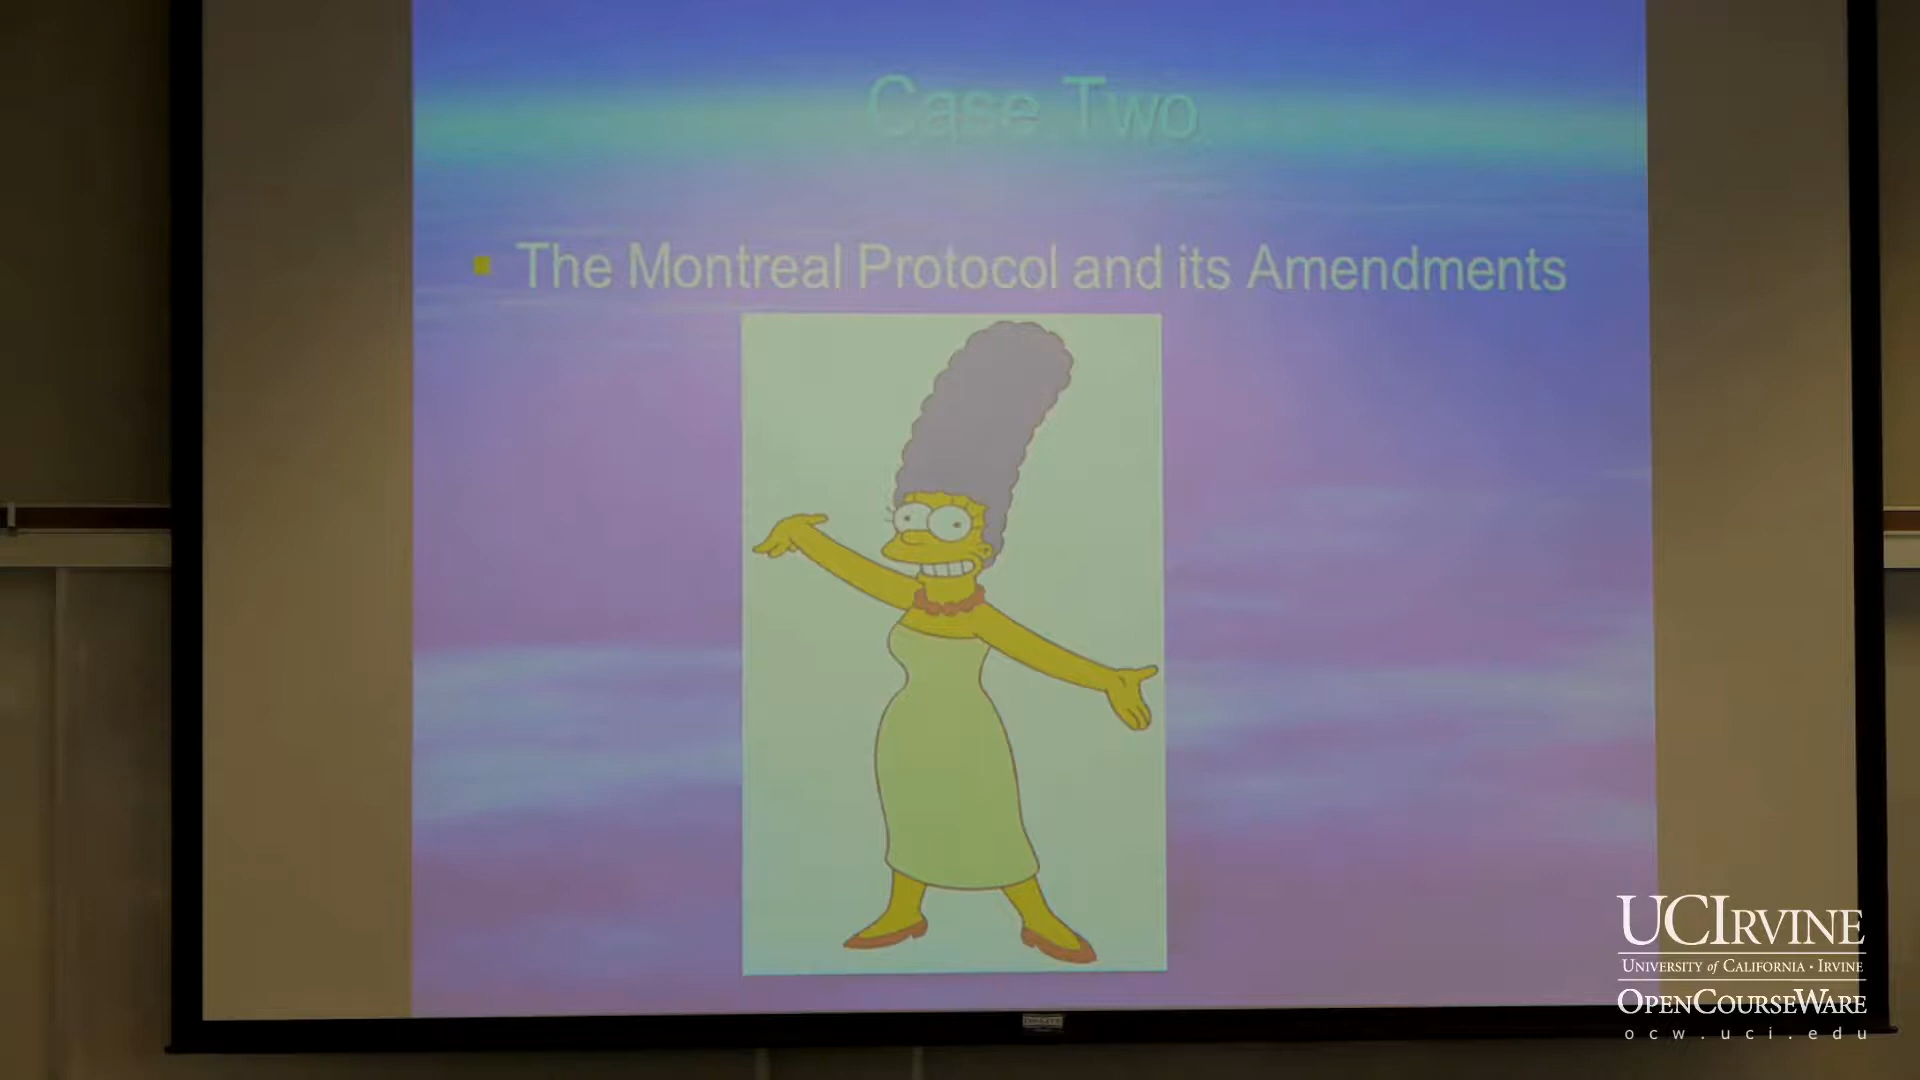 Case Two
The Montreal Protocol and its Amendments
UCIRVINE
UNIVERSITY of CALIFORNIA • IRVINE
OPENCOURSEWARE
ocw.uci.edu